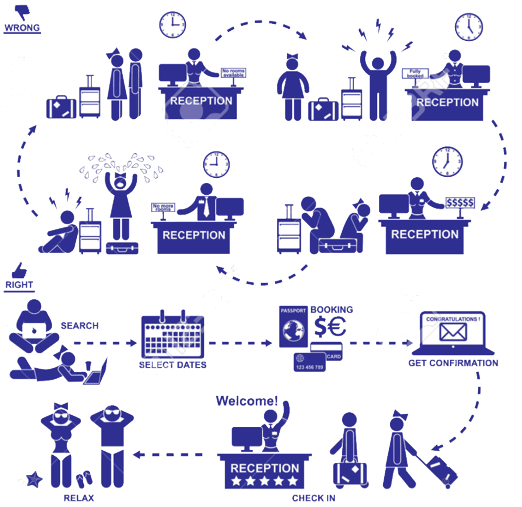 WRONG
No rooms
available
RECEPTION
Fully
booked
RECEPTION
No more
rooms
RECEPTION
$$$$$
RECEPTION
RIGHT
SEARCH
SELECT DATES
PASSPORT
BOOKING
$€
CARD
123 456 789
CONGRATULATIONS !
GET CONFIRMATION
Welcome!
RECEPTION
RELAX
CHECK IN